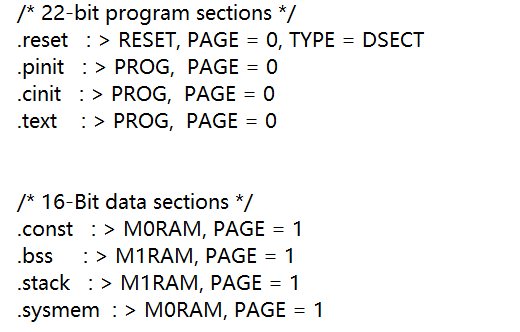 /* 22-bit program sections */
.reset : > RESET, PAGE = 0, TYPE = DSECT
.pinit : > PROG, PAGE = 0
.cinit : > PROG, PAGE = 0
.text : > PROG, PAGE = 0
/* 16-Bit data sections */
.const : > M0RAM, PAGE = 1
.bss : > M1RAM, PAGE = 1
.stack : > M1RAM, PAGE = 1
.sysmem : > M0RAM, PAGE = 1